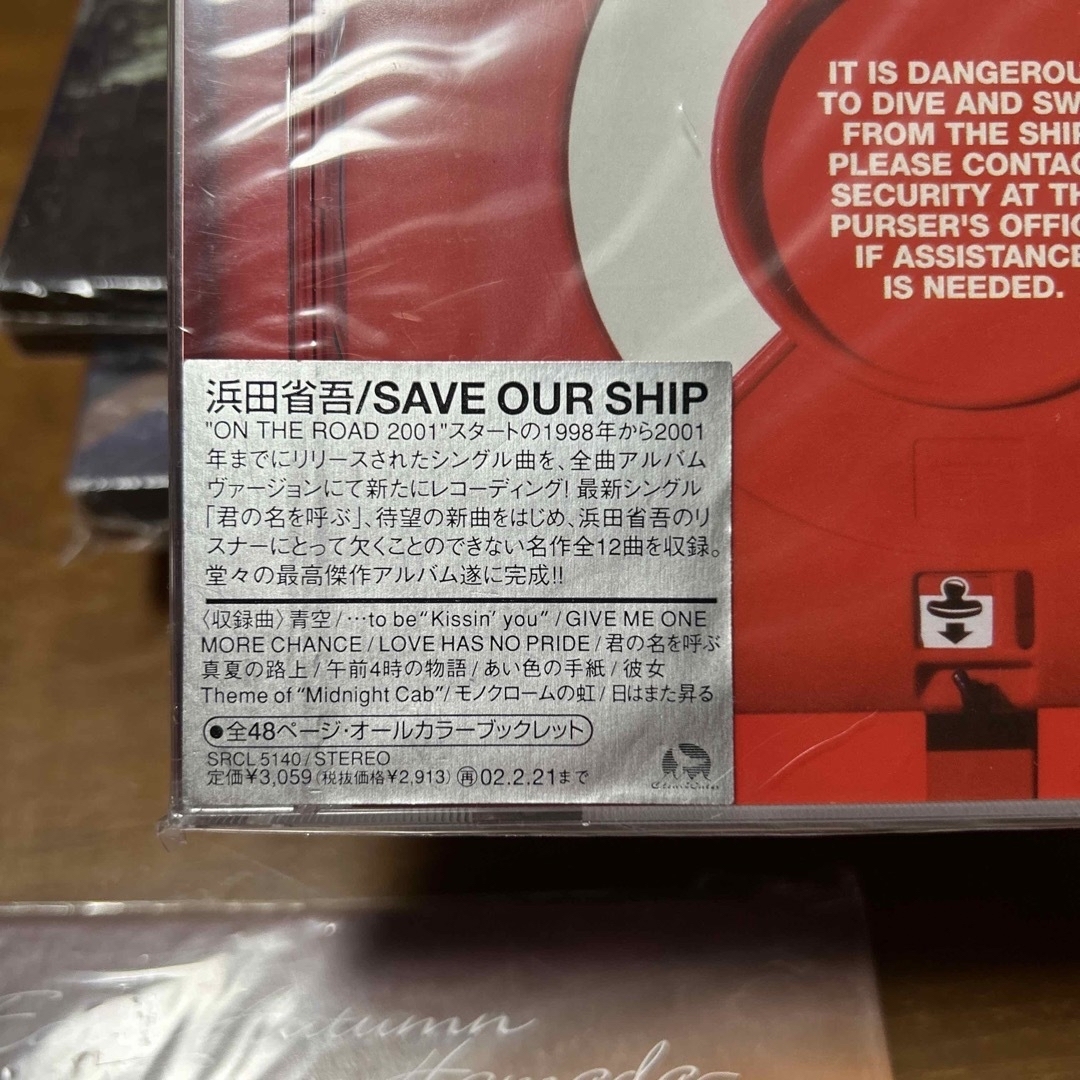 IT IS DANGEROU
TO DIVE AND SW
FROM THE SHIP
PLEASE CONTAC
SECURITY AT TH
PURSER'S OFFIC
IF ASSISTANCE
IS NEEDED.
浜田省吾/SAVE OUR SHIP
"ON THE ROAD 2001"スタートの1998年から2001
年までにリリースされたシングル曲を、全曲アルバム
ヴァージョンにて新たにレコーディング!最新シングル
「君の名を呼ぶ」、待望の新曲をはじめ、浜田省吾のリ
スナーにとって欠くことのできない名作全12曲を収録。
堂々の最高傑作アルバム遂に完成!!
〈収録曲〉青空/…to be "Kissin' you"/GIVE ME ONE
MORE CHANCE/LOVE HAS NO PRIDE/君の名を呼ぶ
真夏の路上/午前4時の物語/あい色の手紙/彼女
Theme of "Midnight Cab"/モノクロームの虹/日はまた昇る
●全48ページ・オールカラーブックレット
SRCL 5140/STEREO
定価¥3,059(税抜価格¥2,913) 再02.2.21まで
Autumn
Hamada